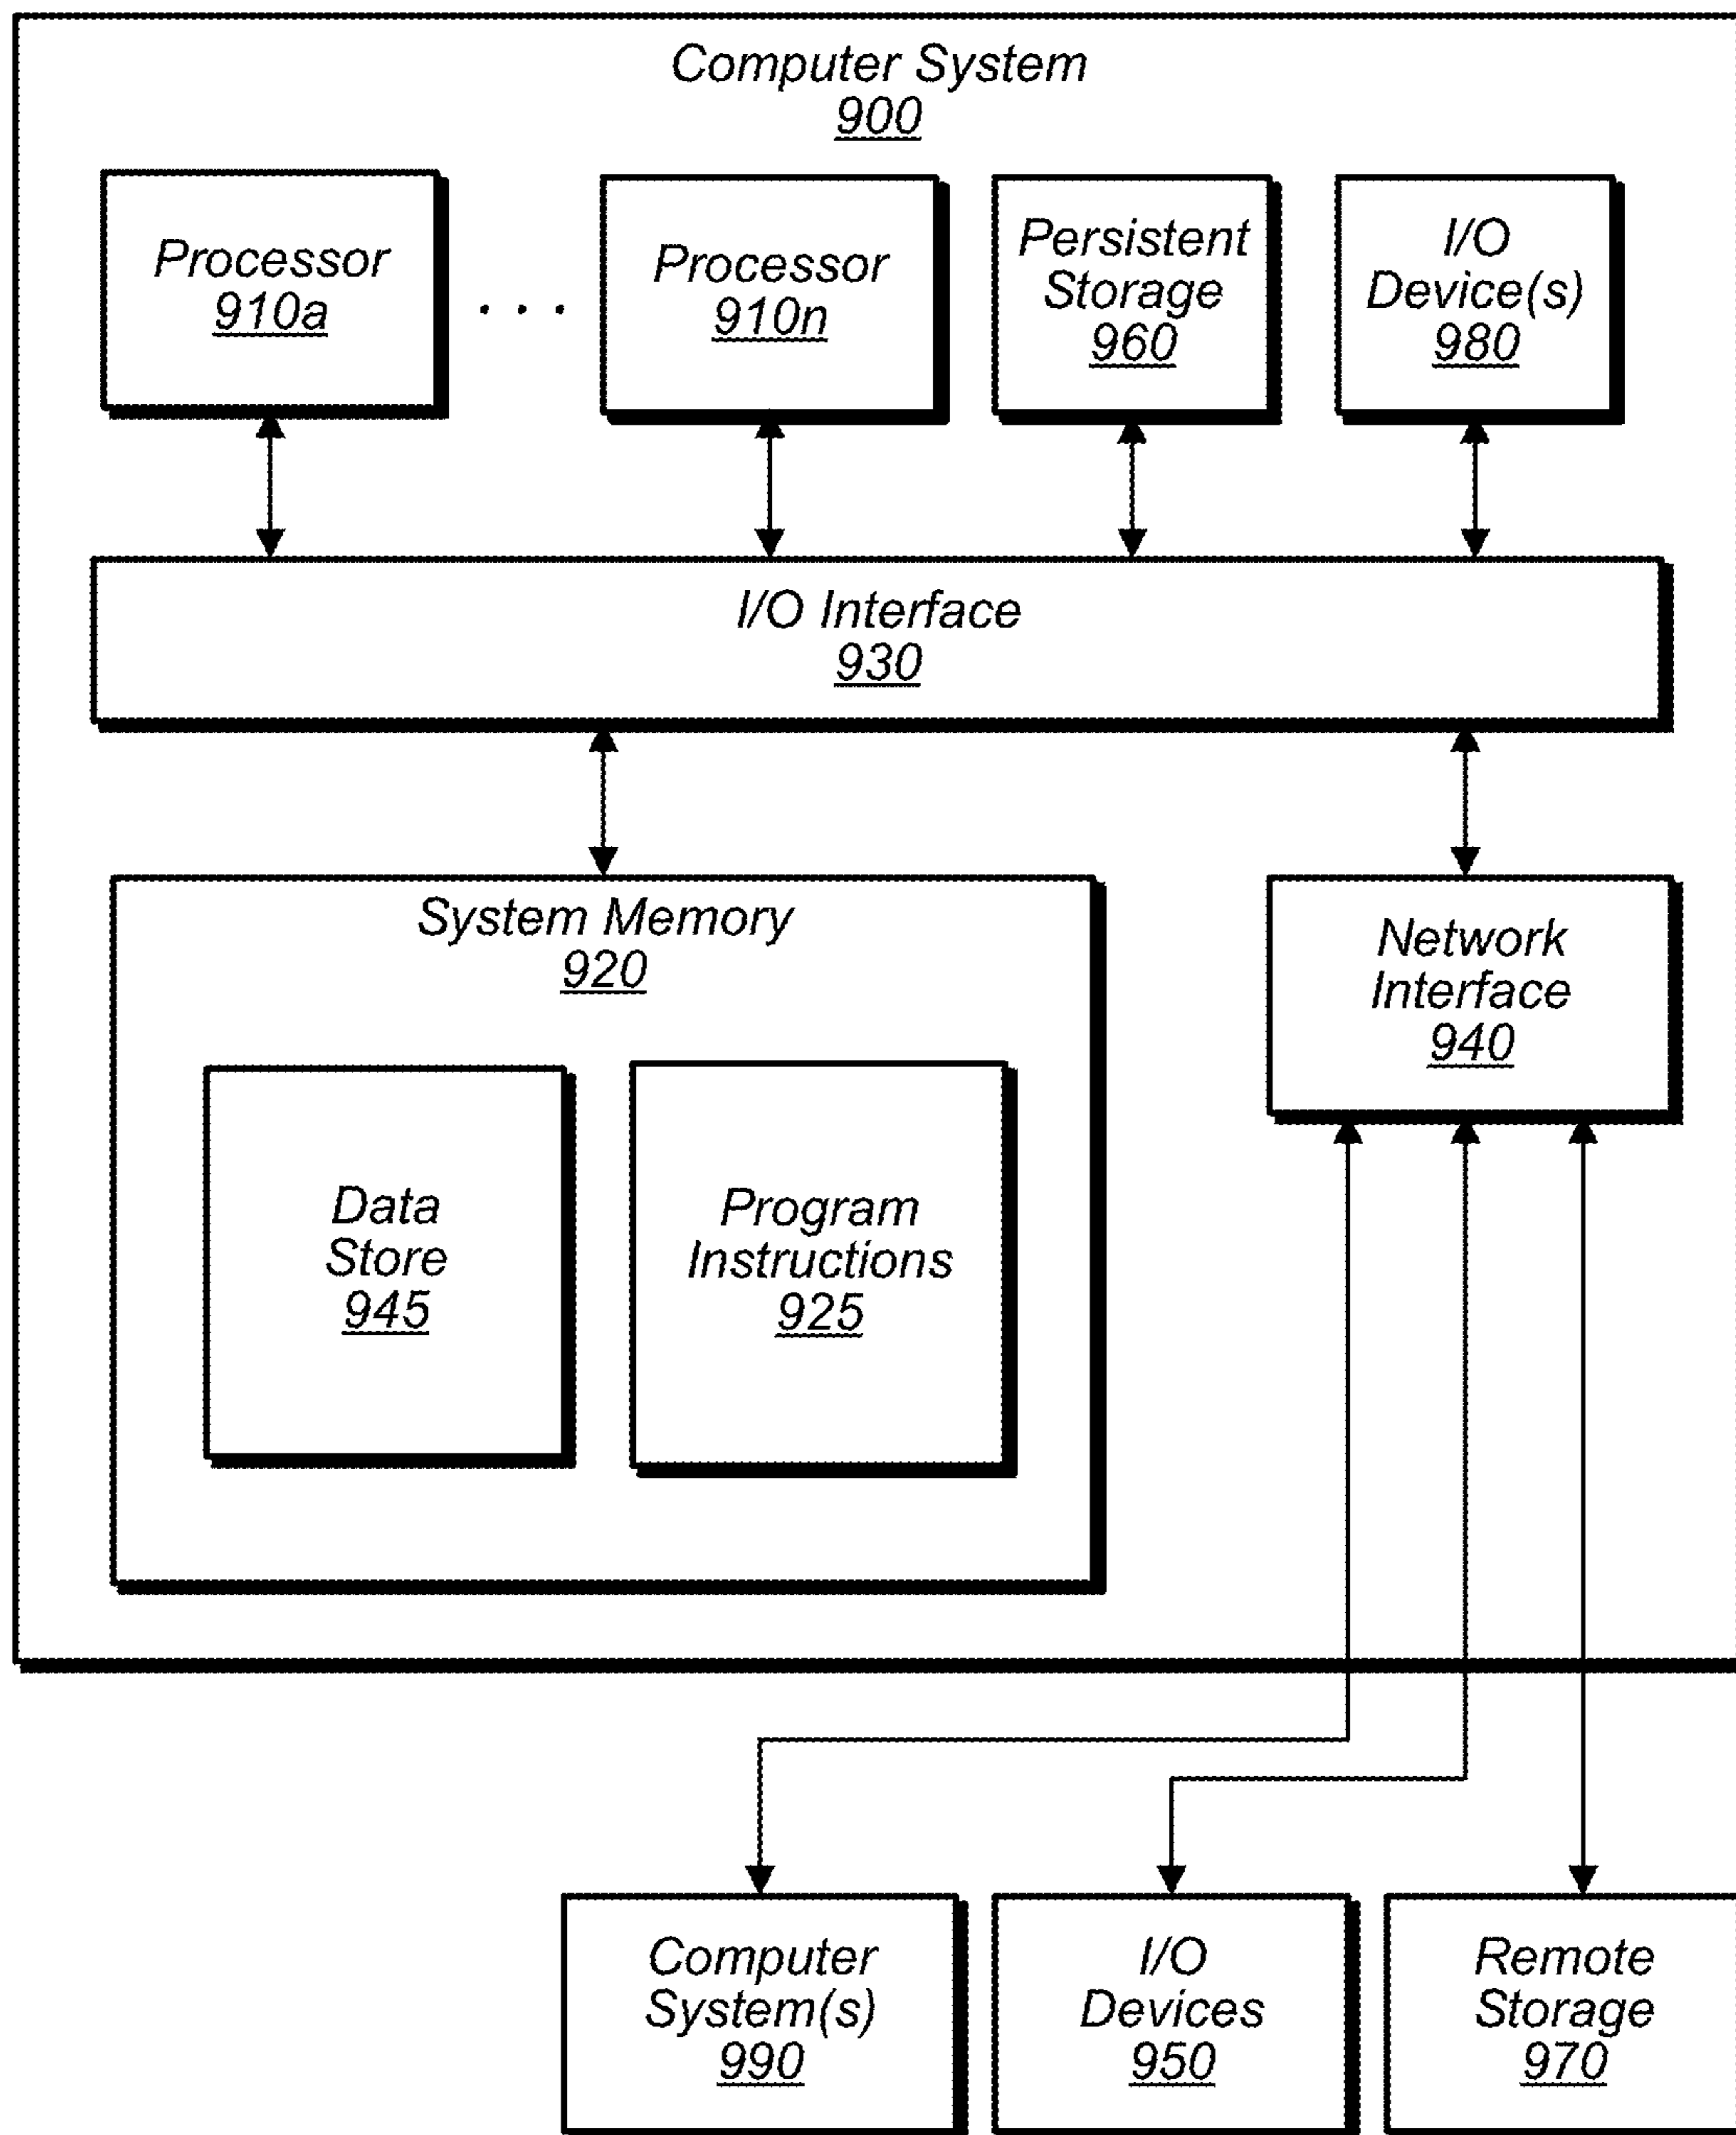 Computer System
900
Processor
910a
. . .
Processor
910n
Persistent
Storage
960
I/O
Device(s)
980
I/O Interface
930
System Memory
920
Data
Store
945
Program
Instructions
925
Network
Interface
940
Computer
System(s)
990
I/O
Devices
950
Remote
Storage
970